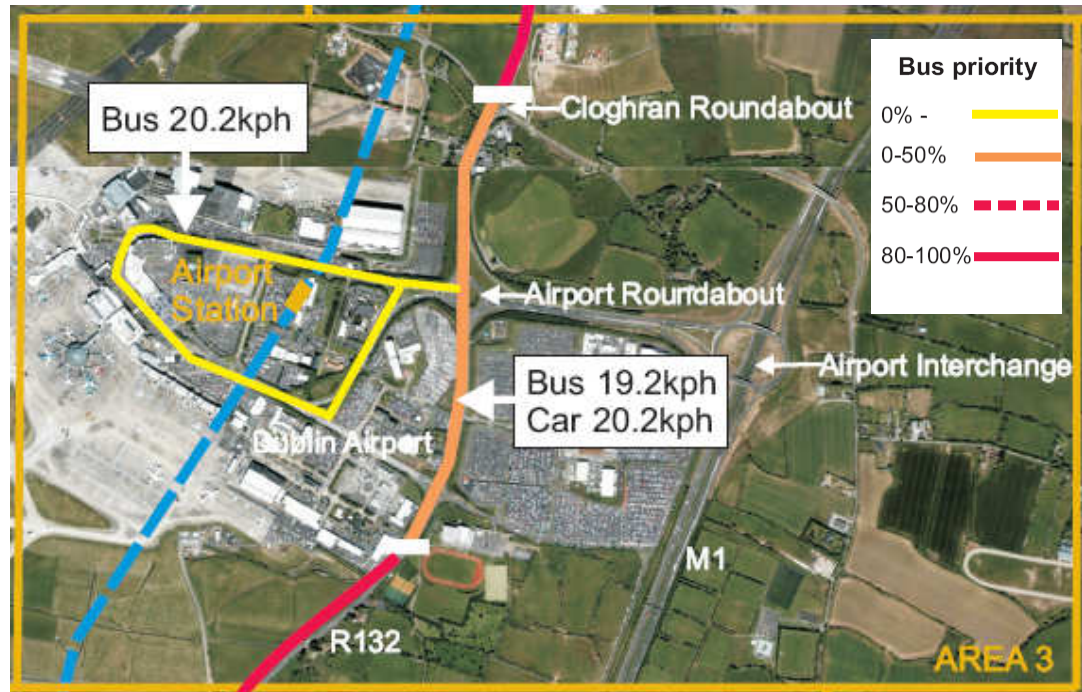 Bus priority
0% -
0-50%
50-80%
80-100%
Bus 20.2kph
Cloghran Roundabout
Airport
Station
Airport Roundabout
Airport Interchange
Bus 19.2kph
Car 20.2kph
Dublin Airport
M1
R132
AREA 3